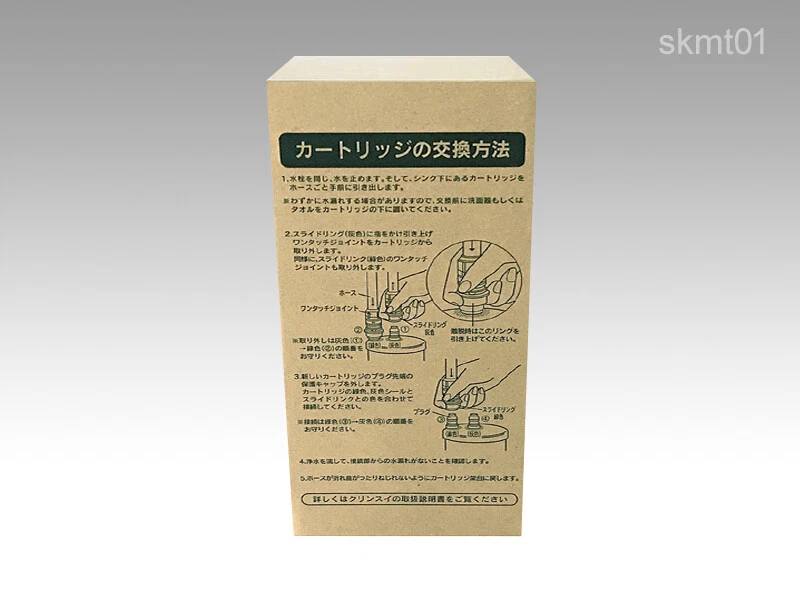 skmt01
カートリッジの交換方法
1.水栓を閉じ、水を止めます。そして、シンク下にあるカートリッジを
ホースごと手前に引き出します。
※わずかに水漏れする場合がありますので、交換前に洗面器もしくは
タオルをカートリッジの下に置いてください。
2.スライドリング(灰色)に指をかけ引き上げ
ワンタッチジョイントをカートリッジから
取り外します。
同様に、スライドリング(緑色)のワンタッチ
ジョイントも取り外します。
ホース
ワンタッチジョイント
スライドリング
灰色
離脱時はこのリングを
引き上げてください。
② ①
(緑色) (灰色)
※取り外しは灰色(①)
→緑色(②)の順番を
お守りください。
3.新しいカートリッジのプラグ先端の
保護キャップを外します。
カートリッジの緑色、灰色シールと
スライドリングとの色を合わせて
接続してください。
プラグ
スライドリング
緑色
③ ④
(緑色) (灰色)
※接続は緑色(③)→灰色(④)の順番を
お守りください。
4.浄水を流して、接続部からの水漏れがないことを確認します。
5.ホースが折れ曲がったりねじれないようにカートリッジ架台に戻します。
詳しくはクリンスイの取扱説明書をご覧ください